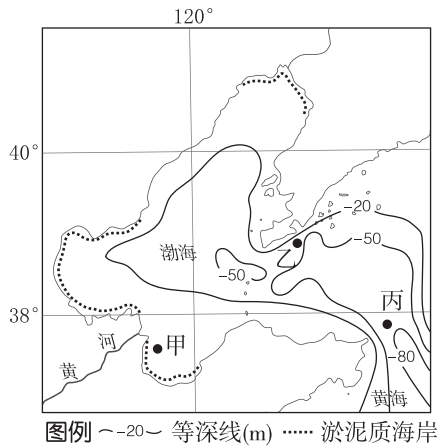 120°
40°
-20
-50
渤海
乙
-50
丙
38°
甲
河
-80
黄
黄海
图例 -20 等深线(m) 淤泥质海岸